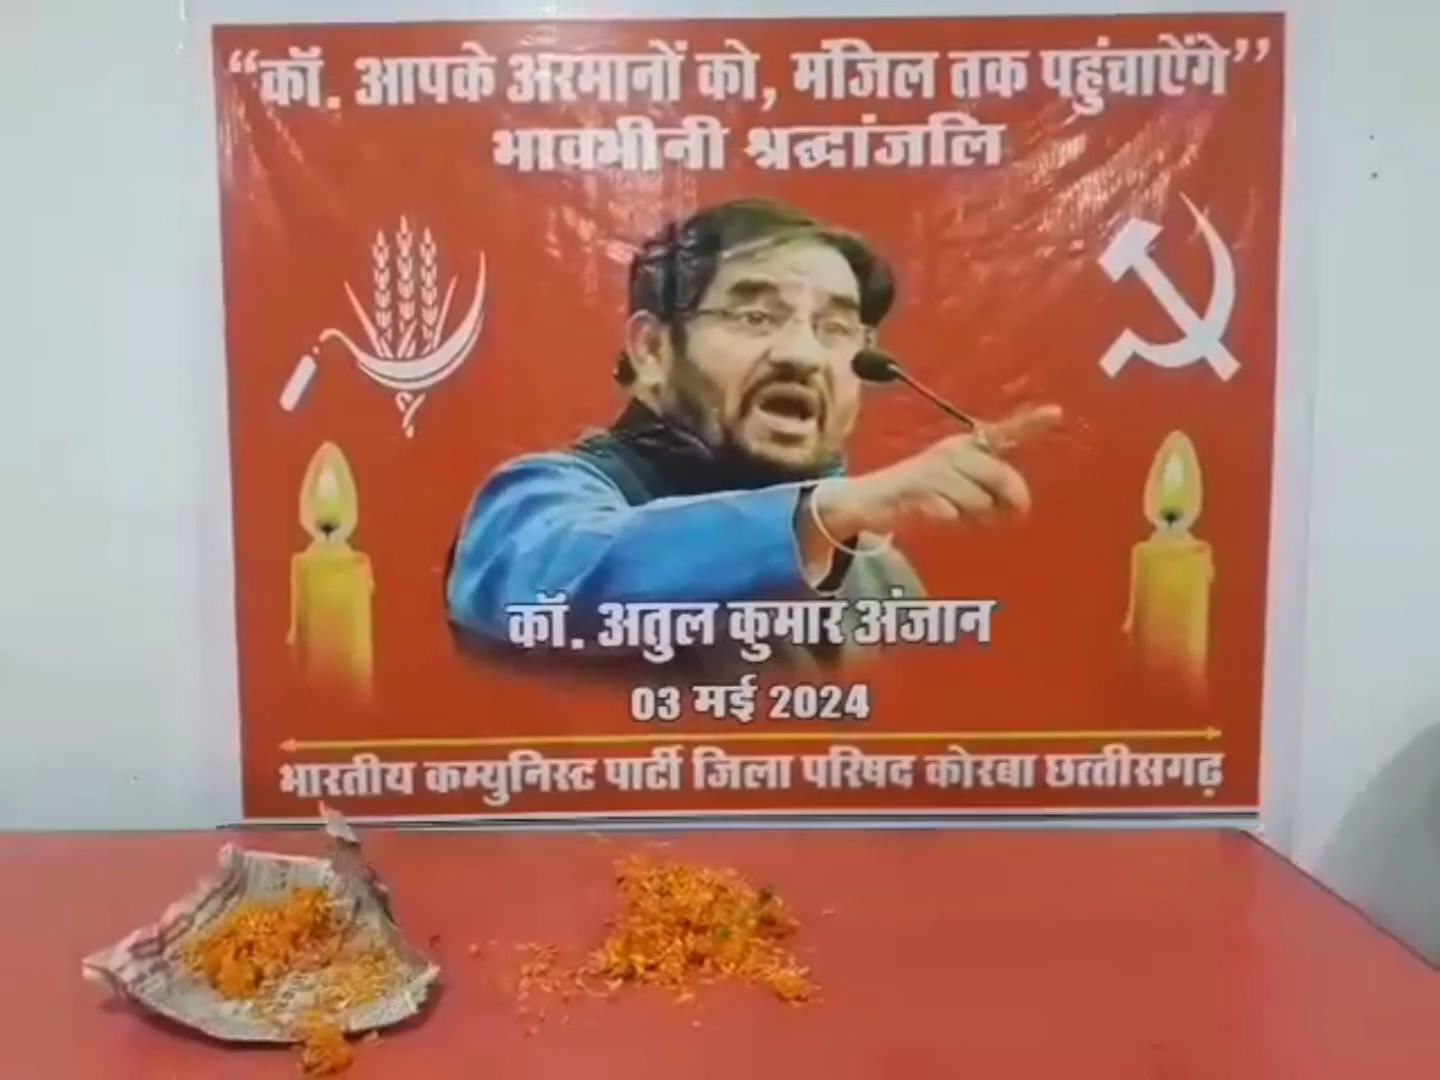 “कॉ. आपके अरमानों को, मंजिल तक पहुंचाऐंगे”
भावभीनी श्रद्धांजलि
कॉ. अतुल कुमार अंजान
03 मई 2024
भारतीय कम्युनिस्ट पार्टी जिला परिषद कोरबा छत्तीसगढ़